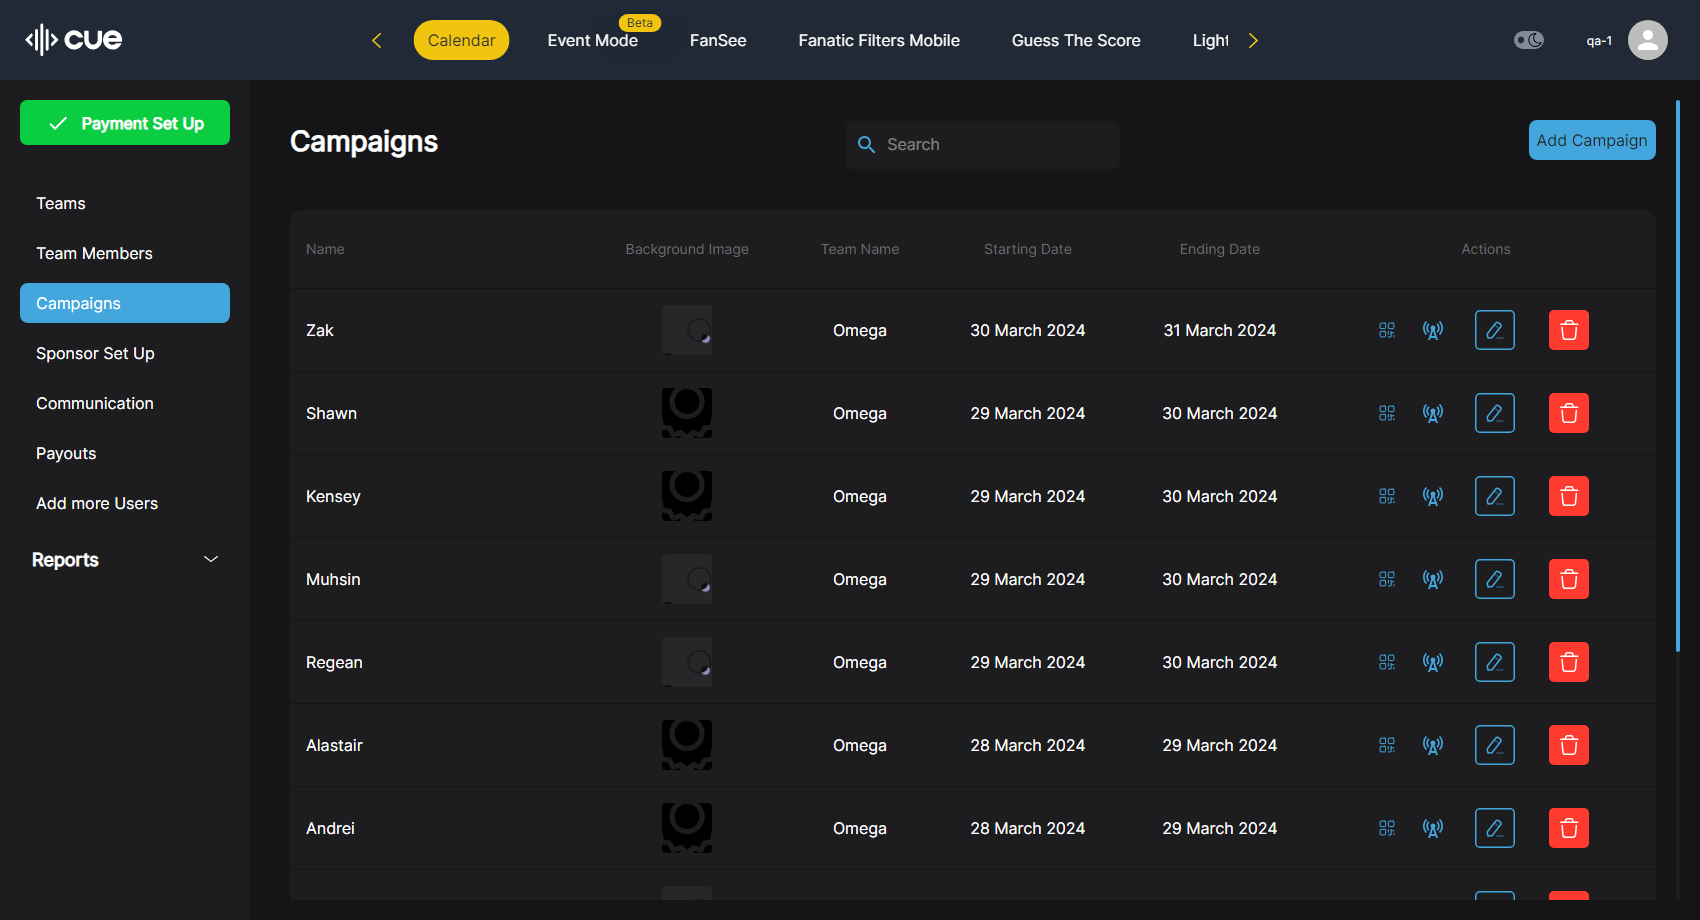 cue
Calendar
Event Mode
Beta
FanSee
Fanatic Filters Mobile
Guess The Score
Light
qa-1
Payment Set Up
Teams
Team Members
Campaigns
Sponsor Set Up
Communication
Payouts
Add more Users
Reports
Campaigns
Search
Add Campaign
Name Background Image Team Name Starting Date Ending Date Actions
Zak Omega 30 March 2024 31 March 2024
Shawn Omega 29 March 2024 30 March 2024
Kensey Omega 29 March 2024 30 March 2024
Muhsin Omega 29 March 2024 30 March 2024
Regean Omega 29 March 2024 30 March 2024
Alastair Omega 28 March 2024 29 March 2024
Andrei Omega 28 March 2024 29 March 2024